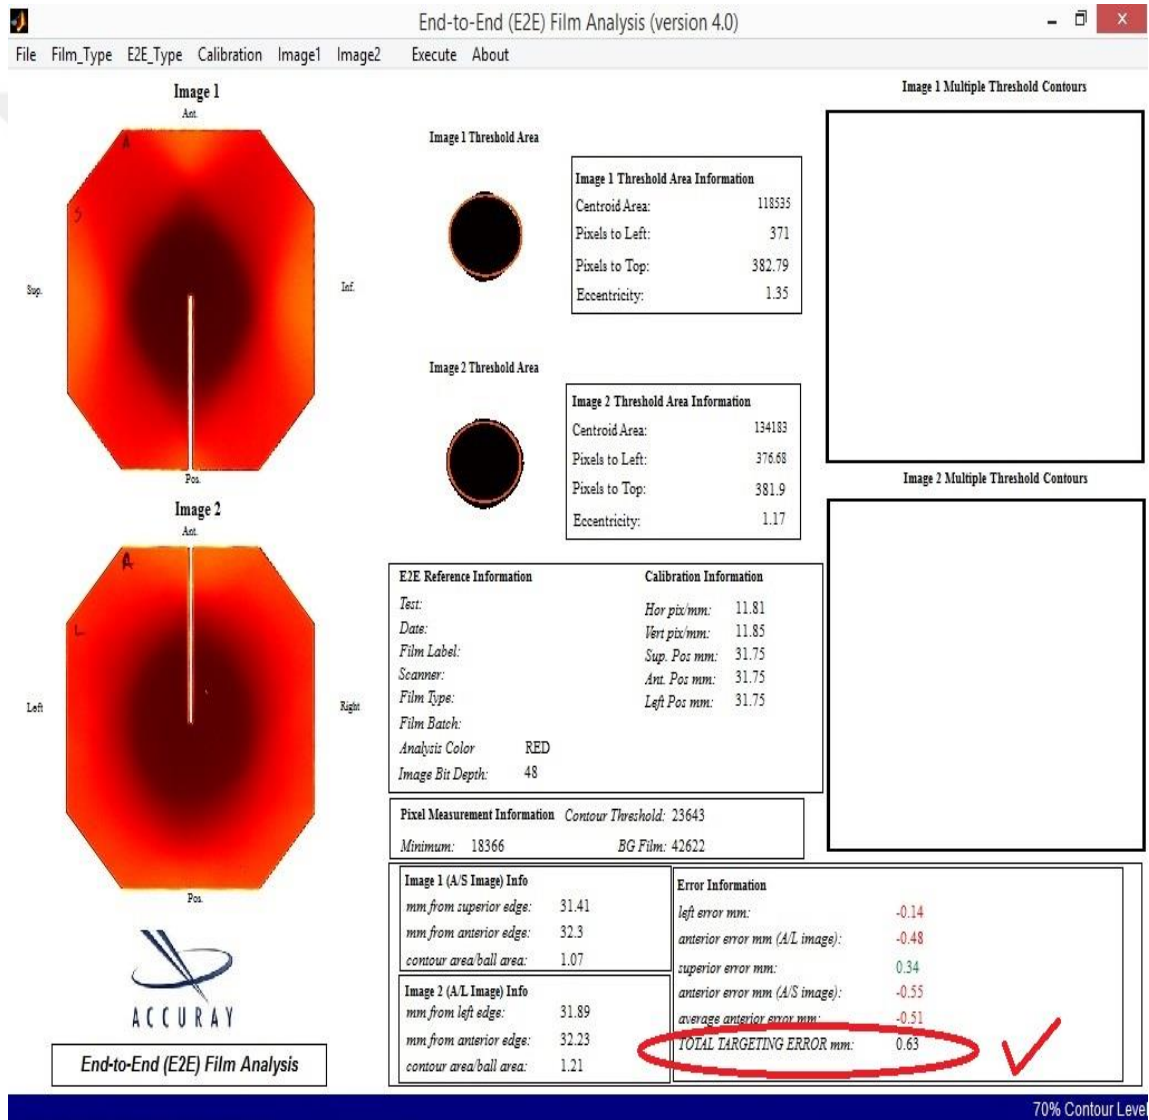 End-to-End (E2E) Film Analysis (version 4.0)
File Film_Type E2E_Type Calibration Image1 Image2 Execute About
Image 1
Ant.
A
S
Sup.
Inf.
Pos.
Image 2
Ant.
A
L
Left
Right
Pos.
ACCURAY
End-to-End (E2E) Film Analysis
Image 1 Threshold Area
Image 1 Threshold Area Information
Centroid Area: 118535
Pixels to Left: 371
Pixels to Top: 382.79
Eccentricity: 1.35
Image 2 Threshold Area
Image 2 Threshold Area Information
Centroid Area: 134183
Pixels to Left: 376.68
Pixels to Top: 381.9
Eccentricity: 1.17
E2E Reference Information
Test:
Date:
Film Label:
Scanner:
Film Type:
Film Batch:
Analysis Color RED
Image Bit Depth: 48
Calibration Information
Hor pix/mm: 11.81
Vert pix/mm: 11.85
Sup. Pos mm: 31.75
Ant. Pos mm: 31.75
Left Pos mm: 31.75
Pixel Measurement Information Contour Threshold: 23643
Minimum: 18366 BG Film: 42622
Image 1 (A/S Image) Info
mm from superior edge: 31.41
mm from anterior edge: 32.3
contour area/ball area: 1.07
Image 2 (A/L Image) Info
mm from left edge: 31.89
mm from anterior edge: 32.23
contour area/ball area: 1.21
Error Information
left error mm: -0.14
anterior error mm (A/L image): -0.48
superior error mm: 0.34
anterior error mm (A/S image): -0.55
average anterior error mm: -0.51
TOTAL TARGETING ERROR mm: 0.63
Image 1 Multiple Threshold Contours
Image 2 Multiple Threshold Contours
70% Contour Level